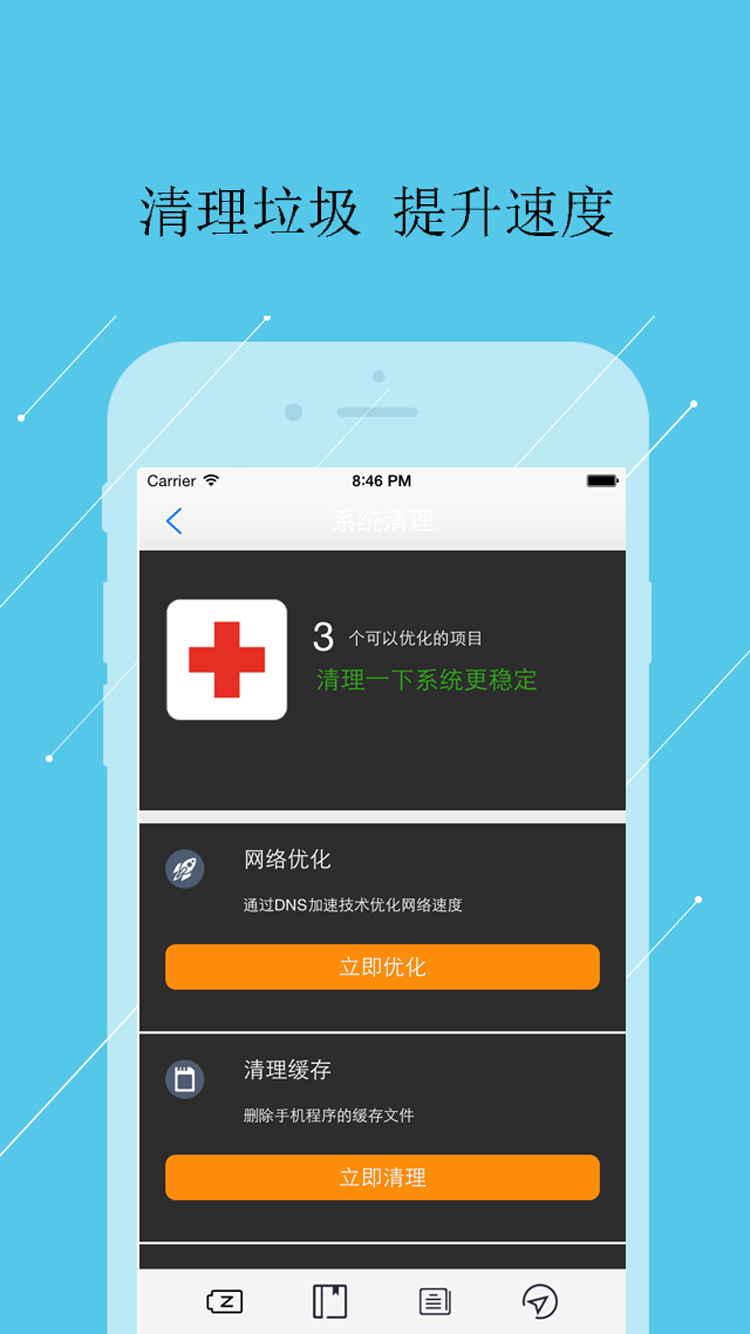 清理垃圾 提升速度
Carrier 8:46 PM
系统清理
3 个可以优化的项目
清理一下系统更稳定
网络优化
通过DNS加速技术优化网络速度
立即优化
清理缓存
删除手机程序的缓存文件
立即清理
Z